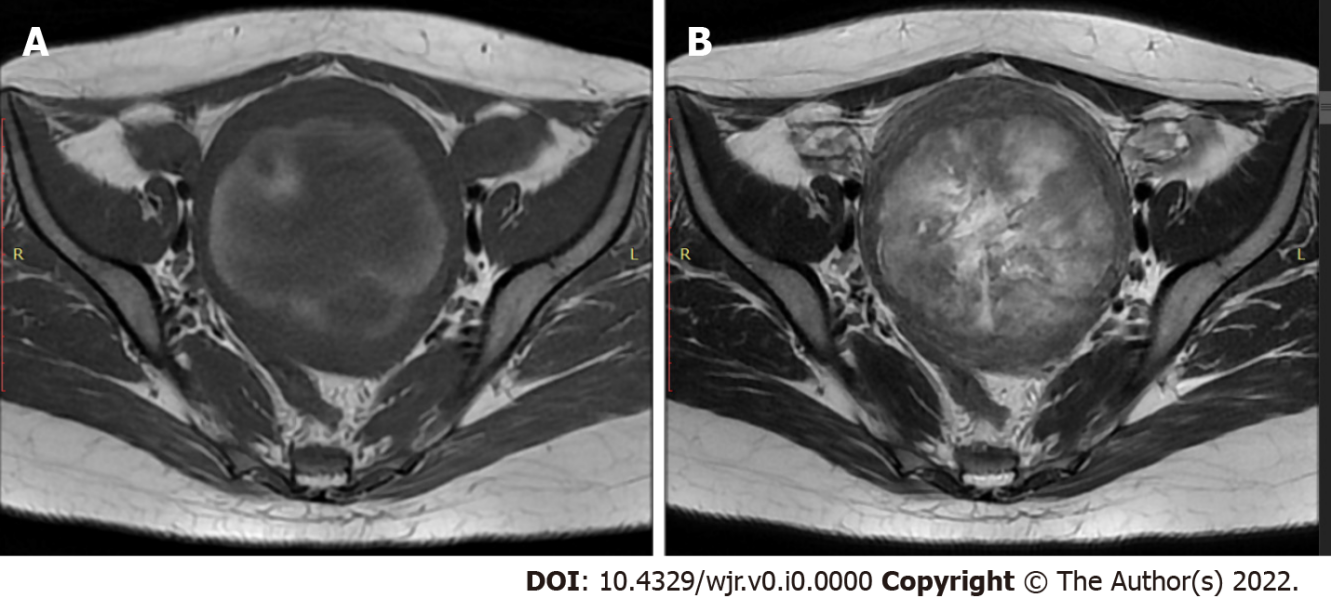 A B
R L R L
DOI: 10.4329/wjr.v0.i0.0000 Copyright © The Author(s) 2022.